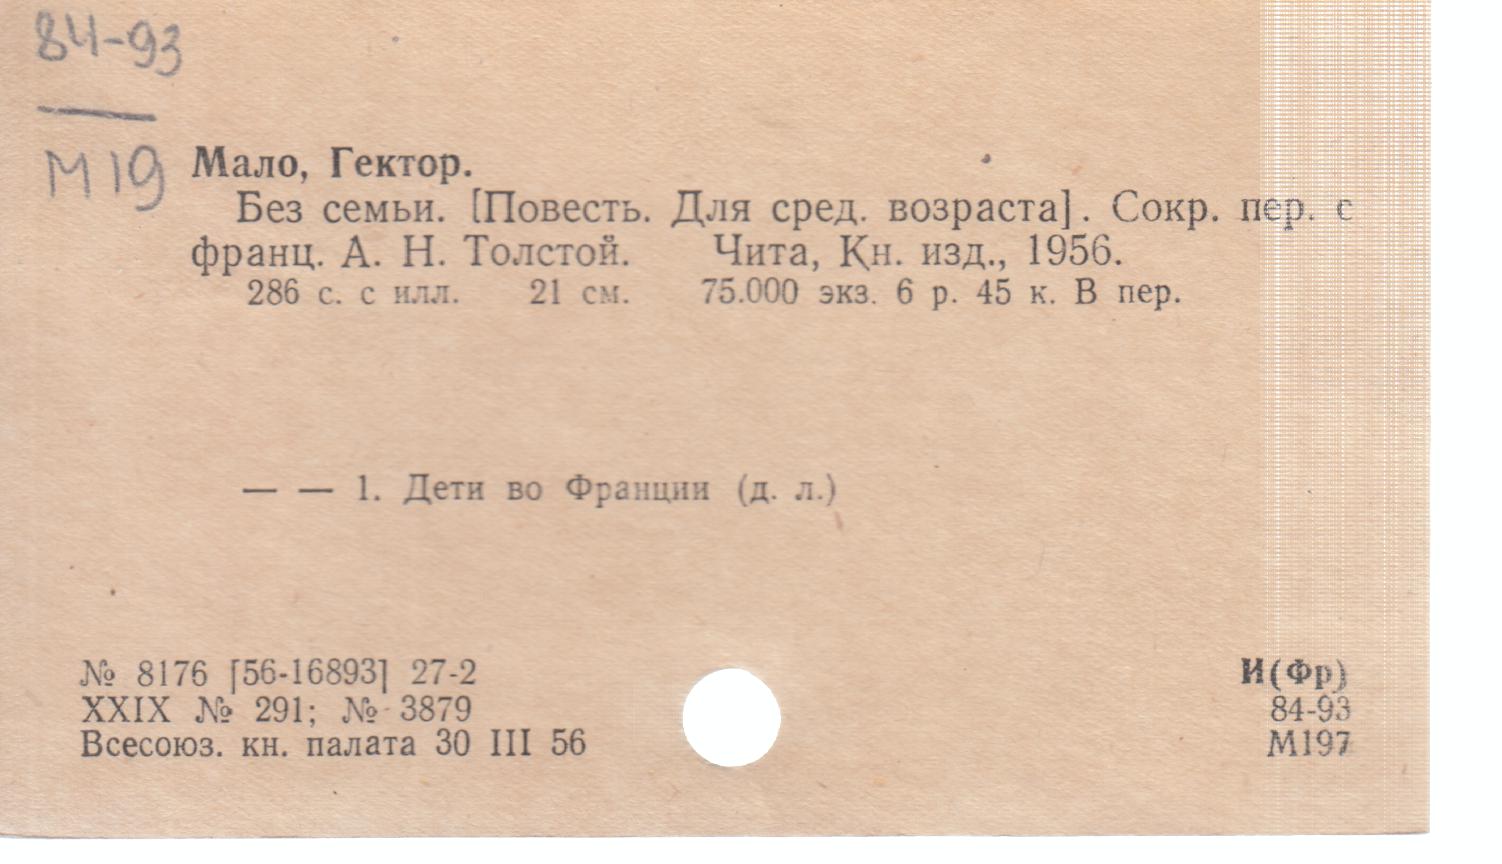 84-93
М19
Мало, Гектор.
Без семьи. [Повесть. Для сред. возраста]. Сокр. пер. с
франц. А. Н. Толстой. Чита, Кн. изд., 1956.
286 с. с илл. 21 см. 75.000 экз. 6 р. 45 к. В пер.
— — 1. Дети во Франции (д. л.)
№ 8176 [56-16893] 27-2
XXIX № 291; № 3879
Всесоюз. кн. палата 30 III 56
И(Фр)
84-93
М197